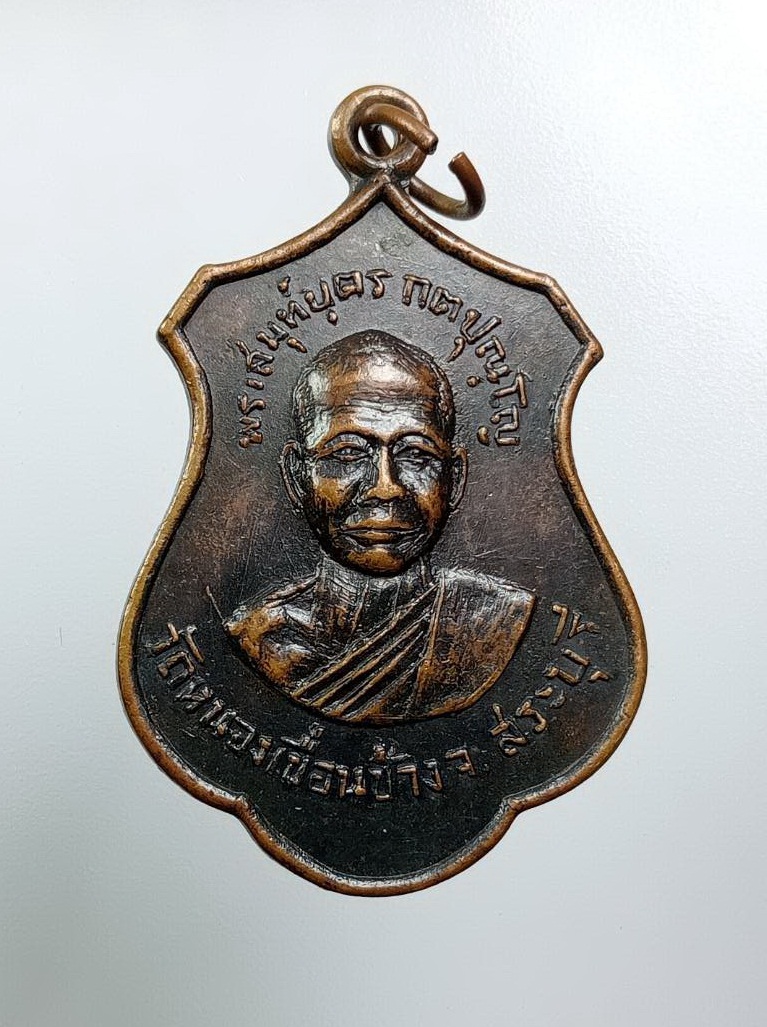 พระเสนุห์บุตร กตปุญฺโญ
วัดหนองเขื่อนช้าง จ. สระบุรี